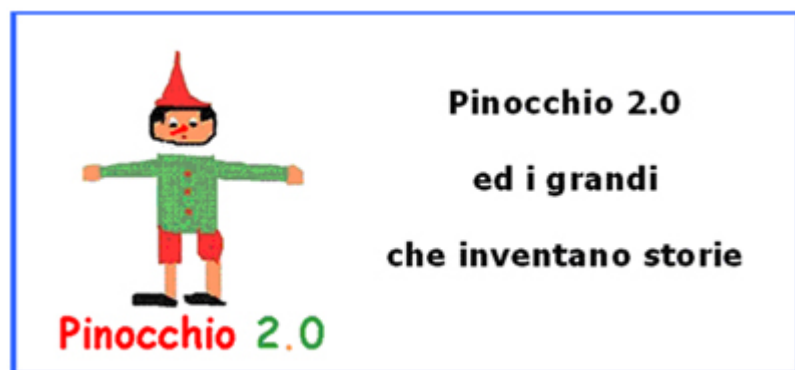 Pinocchio 2.0
ed i grandi
che inventano storie
Pinocchio 2.0